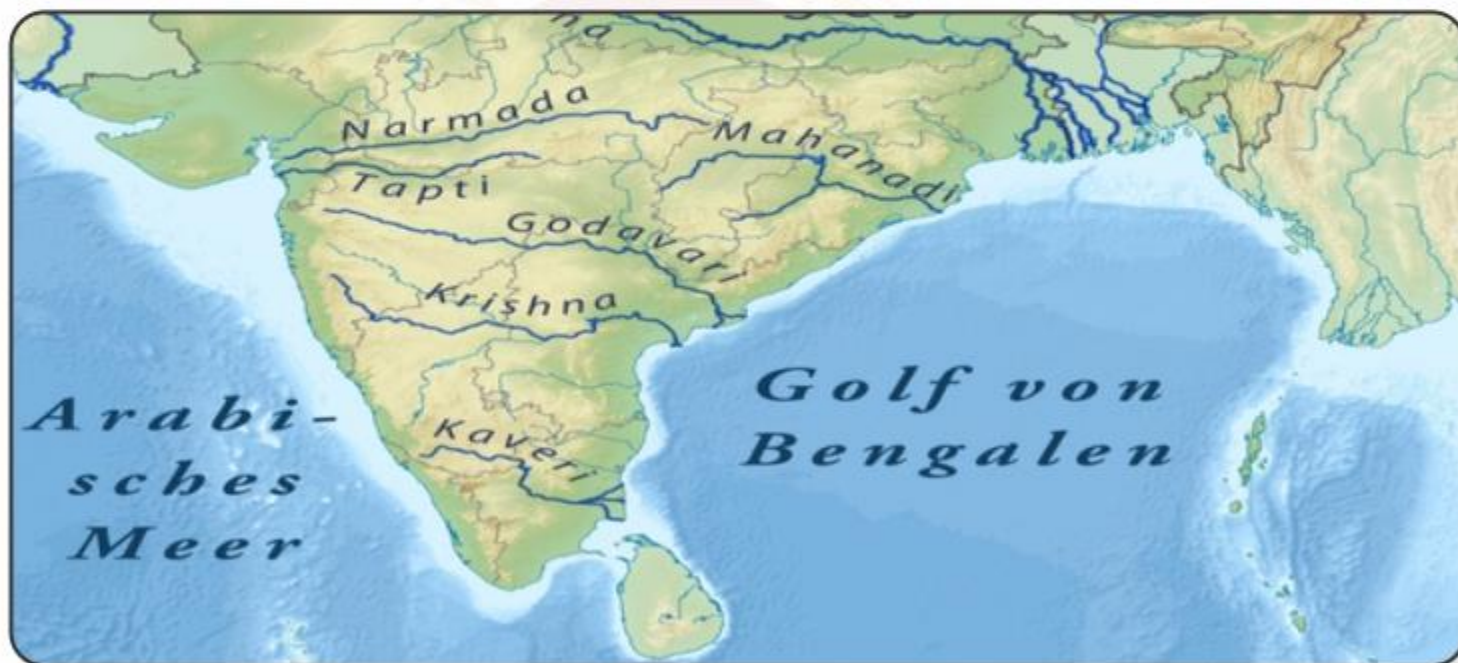 Narmada
Mahanadi
Tapti
Godavari
Krishna
Kaveri
Arabi-
sches
Meer
Golf von
Bengalen